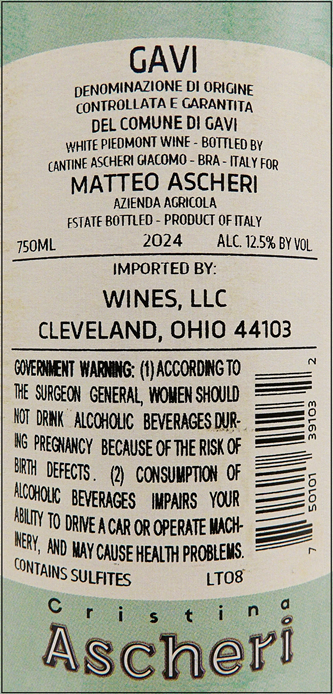 GAVI
DENOMINAZIONE DI ORIGINE
CONTROLLATA E GARANTITA
DEL COMUNE DI GAVI
WHITE PIEDMONT WINE - BOTTLED BY
CANTINE ASCHERI GIACOMO - BRA - ITALY FOR
MATTEO ASCHERI
AZIENDA AGRICOLA
ESTATE BOTTLED - PRODUCT OF ITALY
750ML 2024 ALC. 12.5% BY VOL.
IMPORTED BY:
WINES, LLC
CLEVELAND, OHIO 44103
GOVERNMENT WARNING: (1) ACCORDING TO
THE SURGEON GENERAL, WOMEN SHOULD
NOT DRINK ALCOHOLIC BEVERAGES DUR-
ING PREGNANCY BECAUSE OF THE RISK OF
BIRTH DEFECTS. (2) CONSUMPTION OF
ALCOHOLIC BEVERAGES IMPAIRS YOUR
ABILITY TO DRIVE A CAR OR OPERATE MACH-
INERY, AND MAY CAUSE HEALTH PROBLEMS.
CONTAINS SULFITES LT08
7 50101 39103 2
Cristina
Ascheri